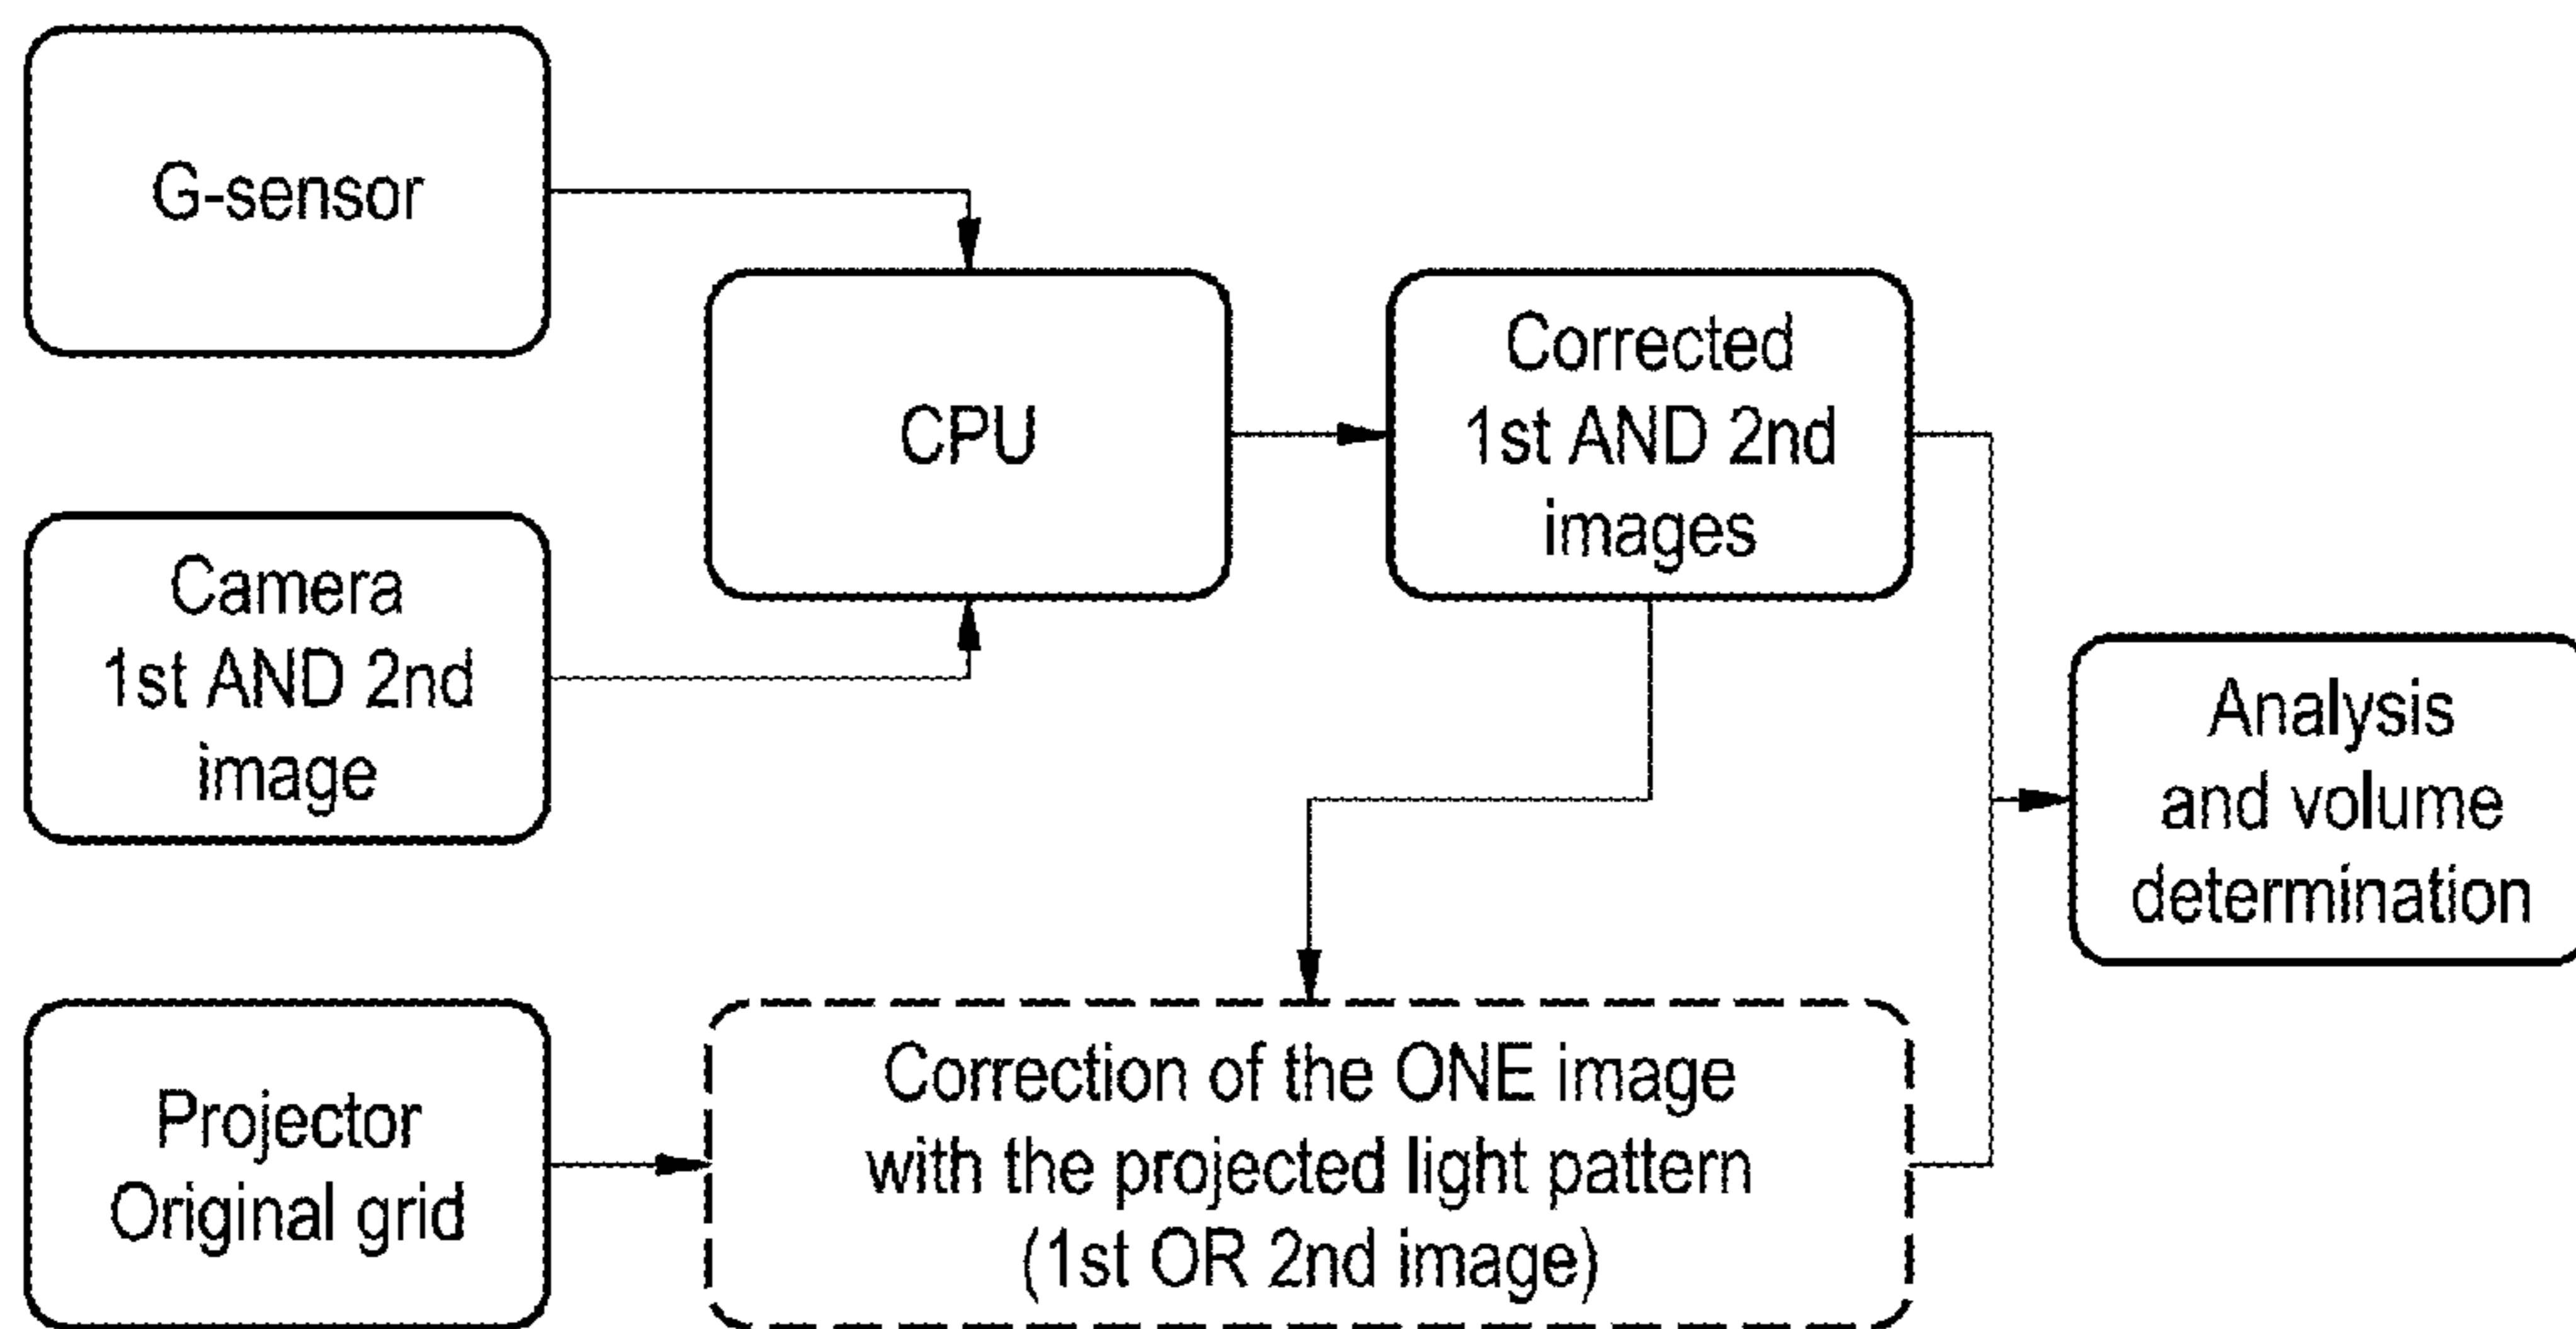 G-sensor
CPU
Corrected
1st AND 2nd
images
Camera
1st AND 2nd
image
Analysis
and volume
determination
Projector
Original grid
Correction of the ONE image
with the projected light pattern
(1st OR 2nd image)